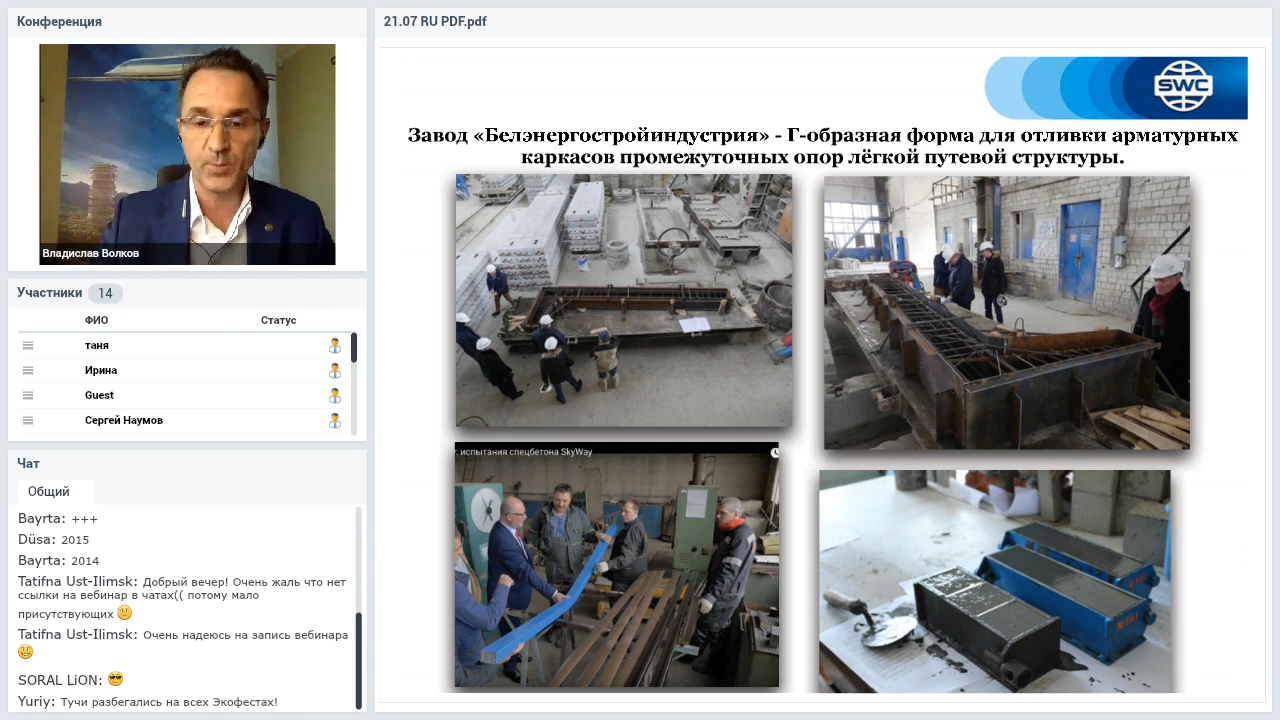 Конференция
Владислав Волков
Участники 14
ФИО Статус
таня
Ирина
Guest
Сергей Наумов
Чат
Общий
Bayrta: +++
Düsa: 2015
Bayrta: 2014
Tatifna Ust-Ilimsk: Добрый вечер! Очень жаль что нет
ссылки на вебинар в чатах(( потому мало
присутствующих
Tatifna Ust-Ilimsk: Очень надеюсь на запись вебинара
SORAL LiON:
Yuriy: Тучи разбегались на всех Экофестах!
21.07 RU PDF.pdf
SWC
Завод «Белэнергостройиндустрия» - Г-образная форма для отливки арматурных
каркасов промежуточных опор лёгкой путевой структуры.
: испытания спецбетона SkyWay